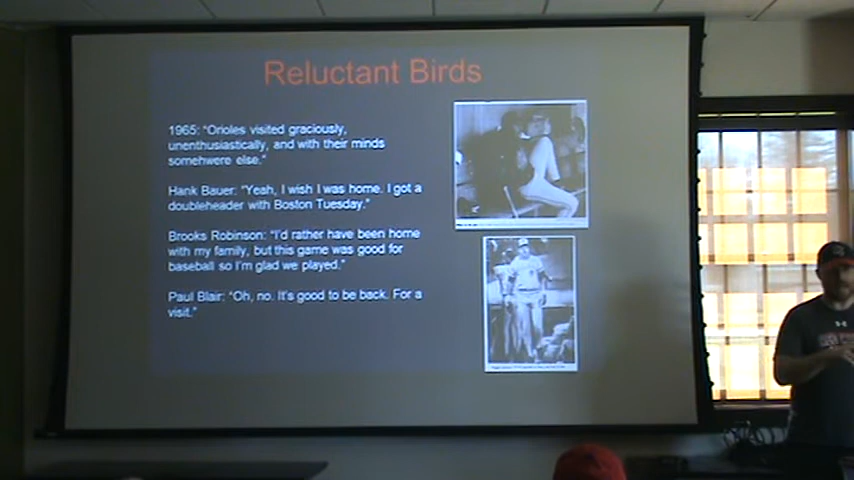 Reluctant Birds
1965: "Orioles visited graciously,
unenthusiastically, and with their minds
somehwere else."
Hank Bauer: "Yeah, I wish I was home. I got a
doubleheader with Boston Tuesday."
Brooks Robinson: "I'd rather have been home
with my family, but this game was good for
baseball so I'm glad we played."
Paul Blair: "Oh, no. It's good to be back. For a
visit."